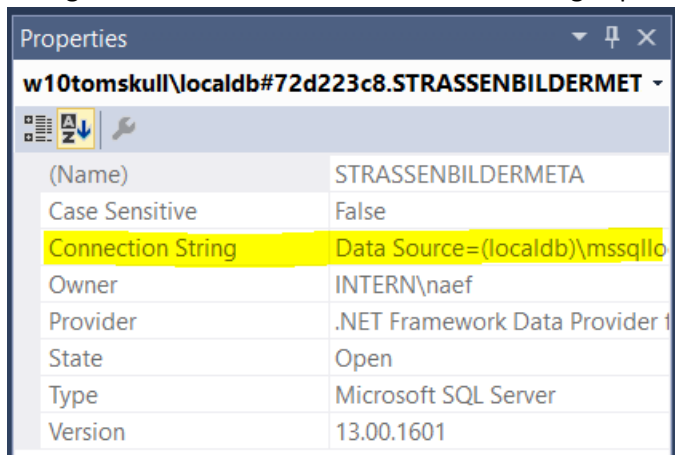 Properties
w10tomskull\localdb#72d223c8.STRASSENBILDERMET
(Name) STRASSENBILDERMETA
Case Sensitive False
Connection String Data Source=(localdb)\mssqllo
Owner INTERN\naef
Provider .NET Framework Data Provider f
State Open
Type Microsoft SQL Server
Version 13.00.1601